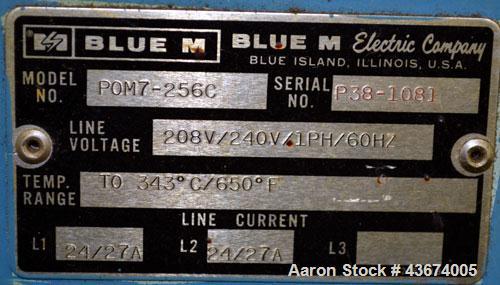 BLUE M BLUE M Electric Company
BLUE ISLAND, ILLINOIS, U.S.A.
MODEL NO. POM7-256C SERIAL NO. P38-1081
LINE VOLTAGE 208V/240V/1PH/60HZ
TEMP. RANGE TO 343°C/650°F
LINE CURRENT
L1 24/27A L2 24/27A L3
Aaron Stock # 43674005